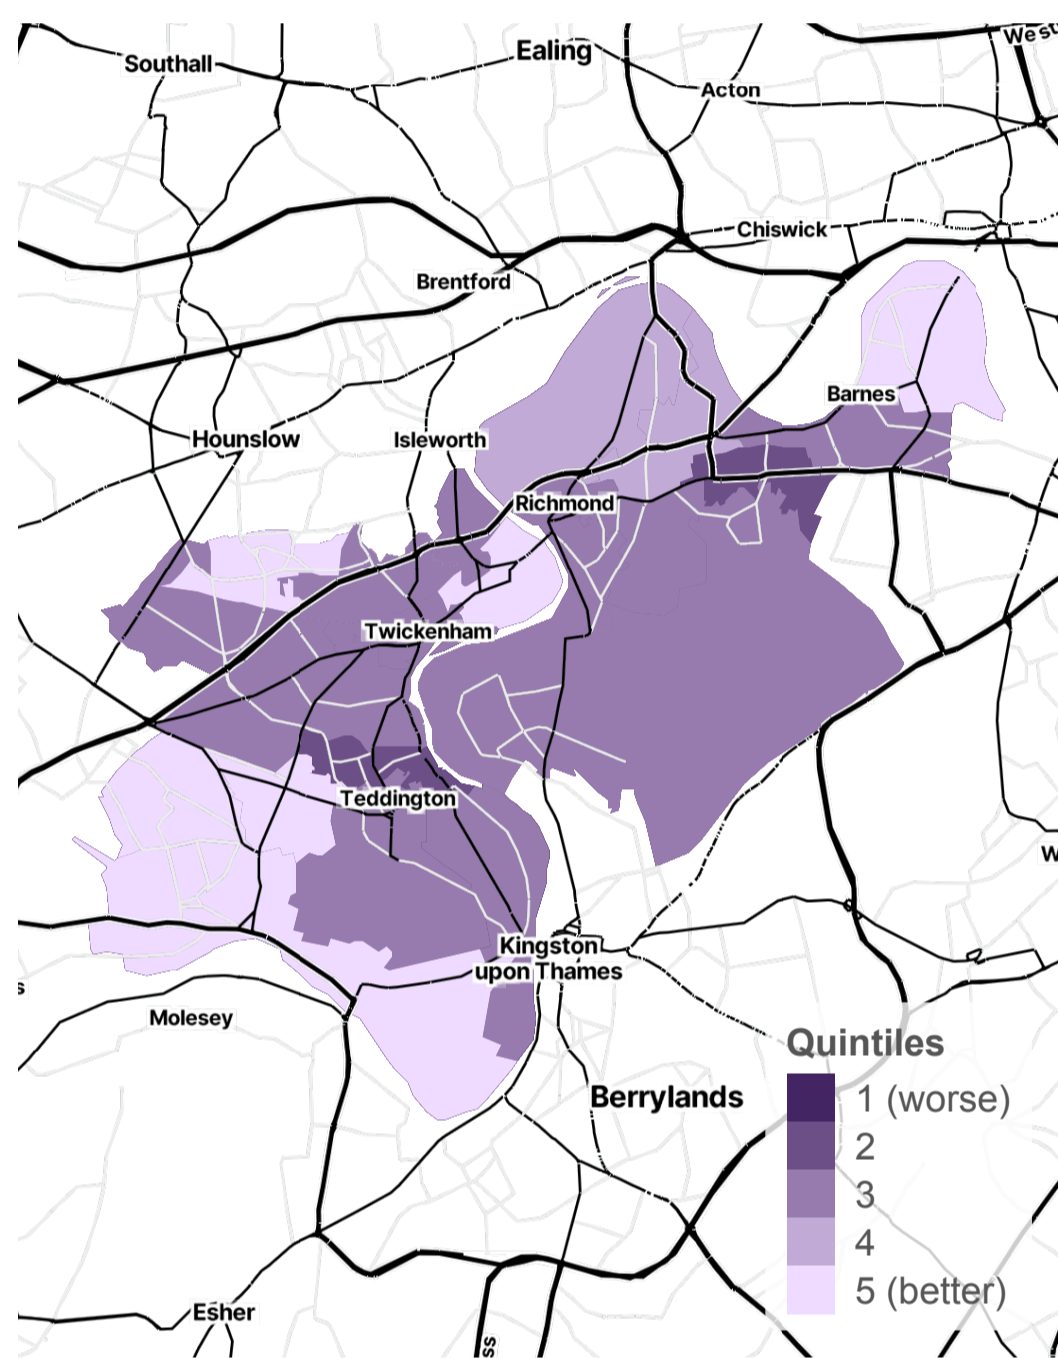 West
Southall
Ealing
Acton
Chiswick
Brentford
Barnes
Hounslow
Isleworth
Richmond
Twickenham
Teddington
Kingston
upon Thames
Molesey
Quintiles
Berrylands
1 (worse)
2
3
4
5 (better)
Esher